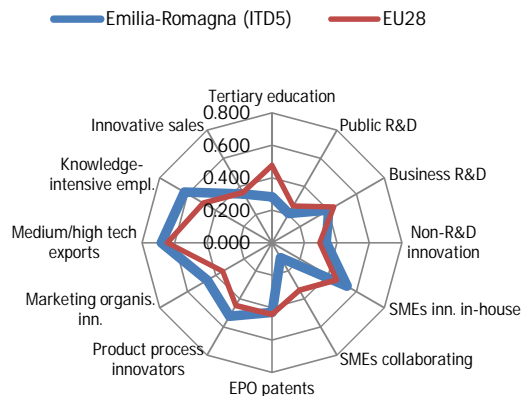 Emilia-Romagna (ITD5)
EU28
Tertiary education
Public R&D
Business R&D
Non-R&D
innovation
SMEs inn. in-house
SMEs collaborating
EPO patents
Product process
innovators
Marketing organis.
inn.
Medium/high tech
exports
Knowledge-
intensive empl.
Innovative sales
0.800
0.600
0.400
0.200
0.000